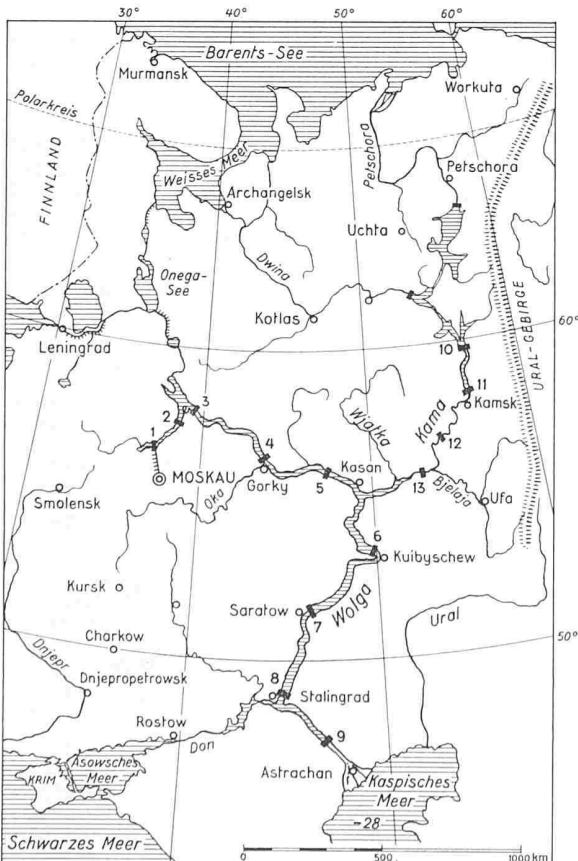 30°
40°
50°
60°
Barents-See
Murmansk
Workuta
Polarkreis
FINNLAND
Weisses Meer
Petschora
Petschora
Archangelsk
Uchta
Onega-
See
Dwina
URAL-GEBIRGE
Kotlas
60°
Leningrad
10
11
3
Kamsk
2
Kama
1
Wjatka
12
4
MOSKAU
Kasan
Gorky
5
13
Bjelaja
Oka
Ufa
Smolensk
6
Kuibyschew
Kursk
Wolga
Saratow
7
Ural
50°
Charkow
Dnjepr
Dnjepropetrowsk
8
Stalingrad
Rostow
Don
9
Asowsches
Meer
KRIM
Astrachan
Kaspisches
Meer
-28
Schwarzes Meer
0
500
1000 km